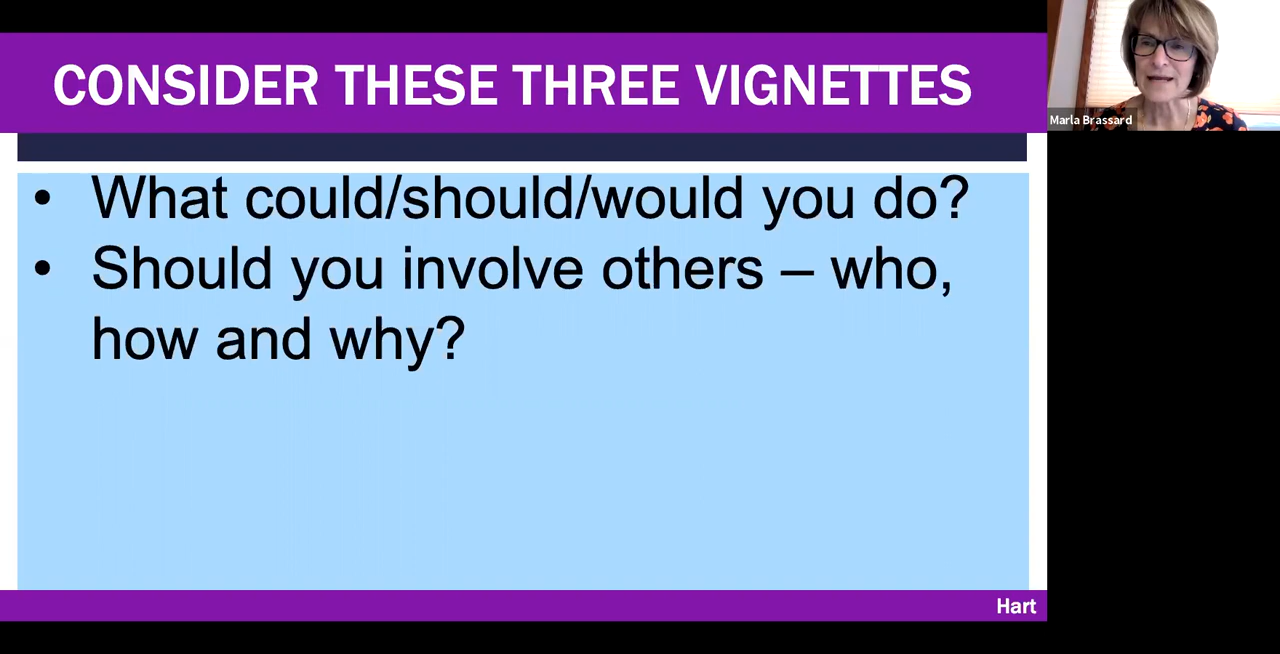 CONSIDER THESE THREE VIGNETTES
Marla Brassard
• What could/should/would you do?
• Should you involve others – who,
how and why?
Hart